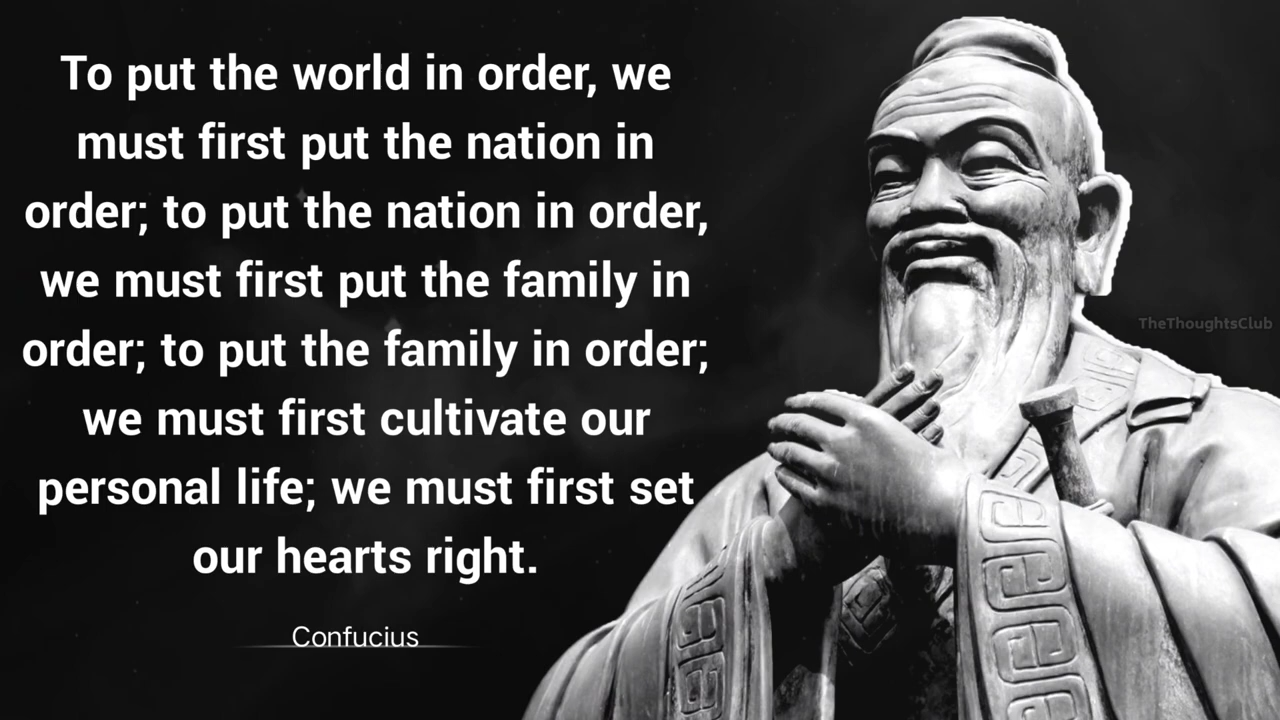 To put the world in order, we
must first put the nation in
order; to put the nation in order,
we must first put the family in
order; to put the family in order;
we must first cultivate our
personal life; we must first set
our hearts right.
Confucius
TheThoughtsClub